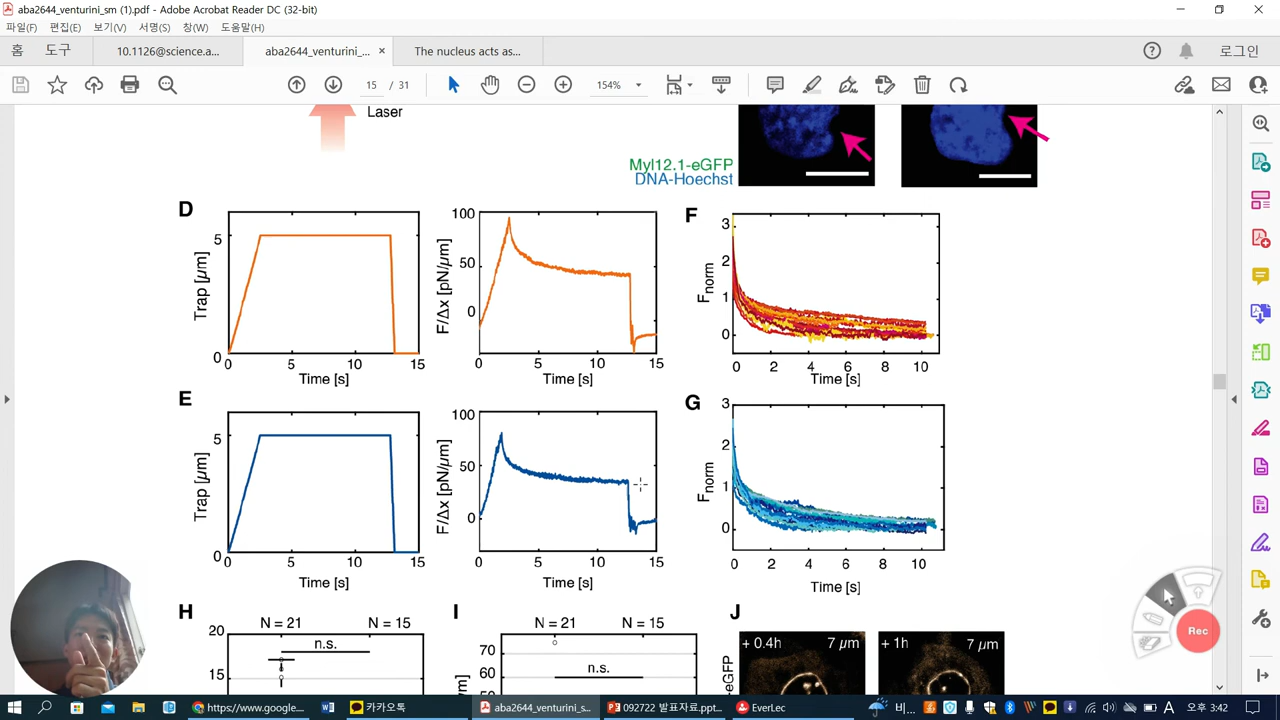 aba2644_venturini_sm (1).pdf - Adobe Acrobat Reader DC (32-bit)
파일(F) 편집(E) 보기(V) 서명(S) 창(W) 도움말(H)
홈 도구 10.1126@science.a... aba2644_venturini_... × The nucleus acts as... 로그인
15 / 31 154%
Laser
Myl12.1-eGFP
DNA-Hoechst
D
Trap [µm]
5
0
0 5 10 15
Time [s]
F/Δx [pN/µm]
100
50
0
0 5 10 15
Time [s]
F
Fnorm
3
2
1
0
0 2 4 6 8 10
Time [s]
E
Trap [µm]
5
0
0 5 10 15
Time [s]
F/Δx [pN/µm]
100
50
0
0 5 10 15
Time [s]
G
Fnorm
3
2
1
0
2 4 6 8 10
Time [s]
H
N = 21 N = 15
20
n.s.
15
I
N = 21 N = 15
70
n.s.
60
J
+ 0.4h 7 µm
+ 1h 7 µm
-eGFP
Rec
https://www.google.... 카카오톡 aba2644_venturini_s... 092722 발표자료.ppt... EverLec 비... A 오후 3:42